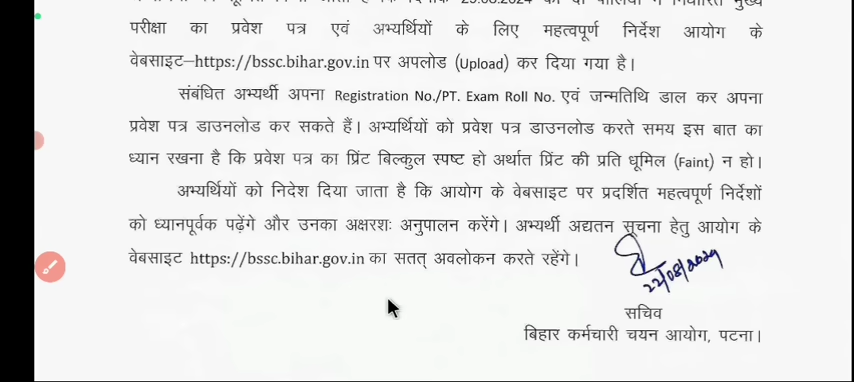 परीक्षा का प्रवेश पत्र एवं अभ्यर्थियों के लिए महत्वपूर्ण निर्देश आयोग के
वेबसाइट–https://bssc.bihar.gov.in पर अपलोड (Upload) कर दिया गया है।
संबंधित अभ्यर्थी अपना Registration No./PT. Exam Roll No. एवं जन्मतिथि डाल कर अपना
प्रवेश पत्र डाउनलोड कर सकते हैं। अभ्यर्थियों को प्रवेश पत्र डाउनलोड करते समय इस बात का
ध्यान रखना है कि प्रवेश पत्र का प्रिंट बिल्कुल स्पष्ट हो अर्थात प्रिंट की प्रति धूमिल (Faint) न हो।
अभ्यर्थियों को निदेश दिया जाता है कि आयोग के वेबसाइट पर प्रदर्शित महत्वपूर्ण निर्देशों
को ध्यानपूर्वक पढ़ेंगे और उनका अक्षरशः अनुपालन करेंगे। अभ्यर्थी अद्यतन सूचना हेतु आयोग के
वेबसाइट https://bssc.bihar.gov.in का सतत् अवलोकन करते रहेंगे।
22/08/2024
सचिव
बिहार कर्मचारी चयन आयोग, पटना।